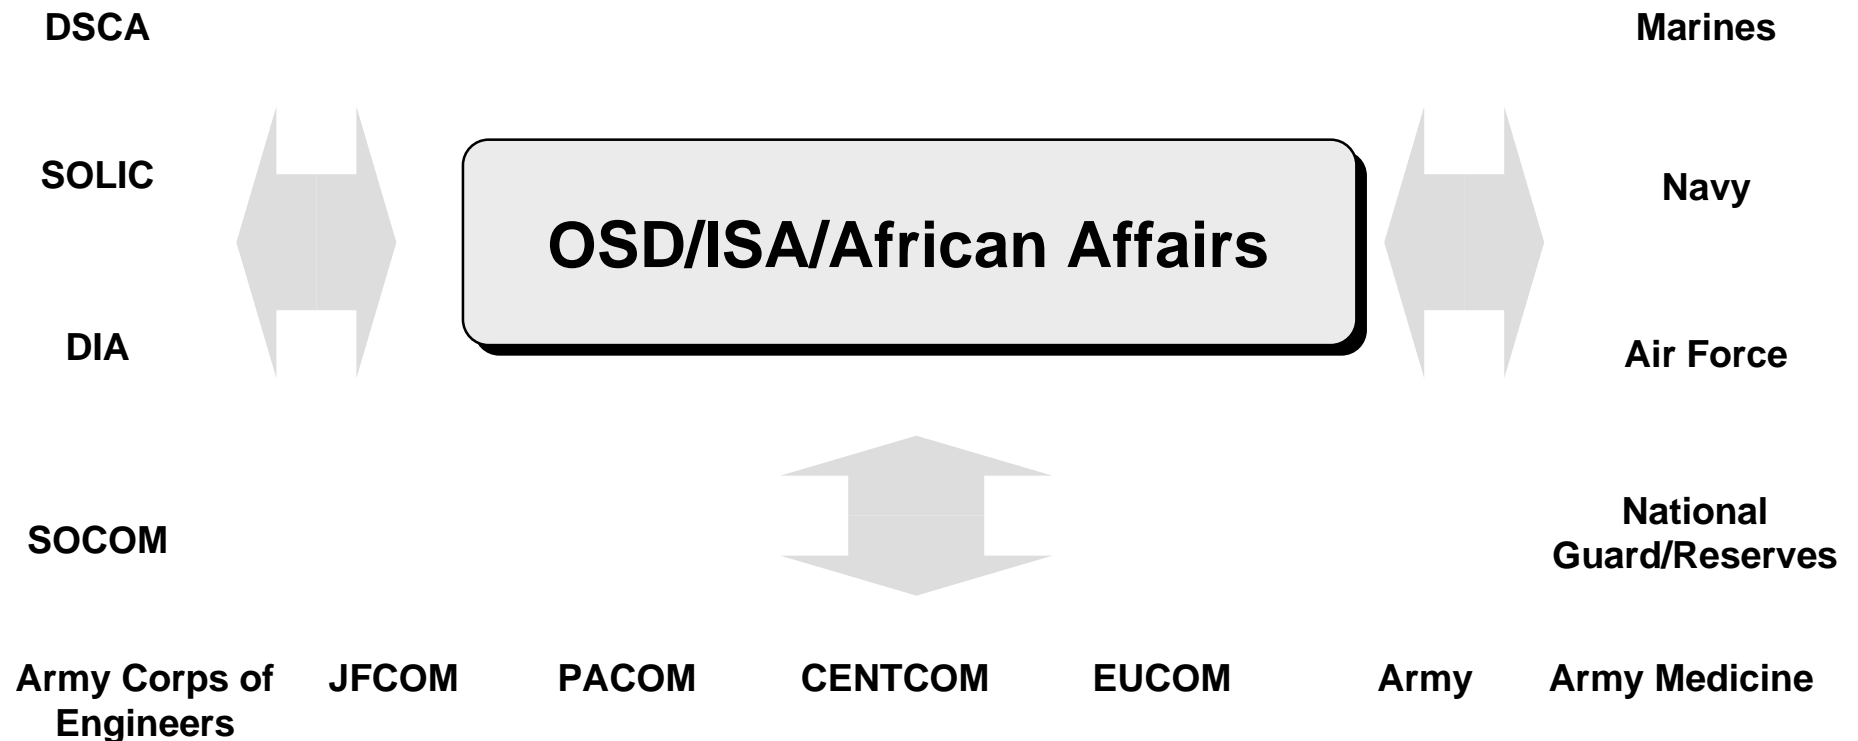 DSCA
Marines
SOLIC
Navy
OSD/ISA/African Affairs
DIA
Air Force
SOCOM
National
Guard/Reserves
Army Corps of
Engineers
JFCOM
PACOM
CENTCOM
EUCOM
Army
Army Medicine